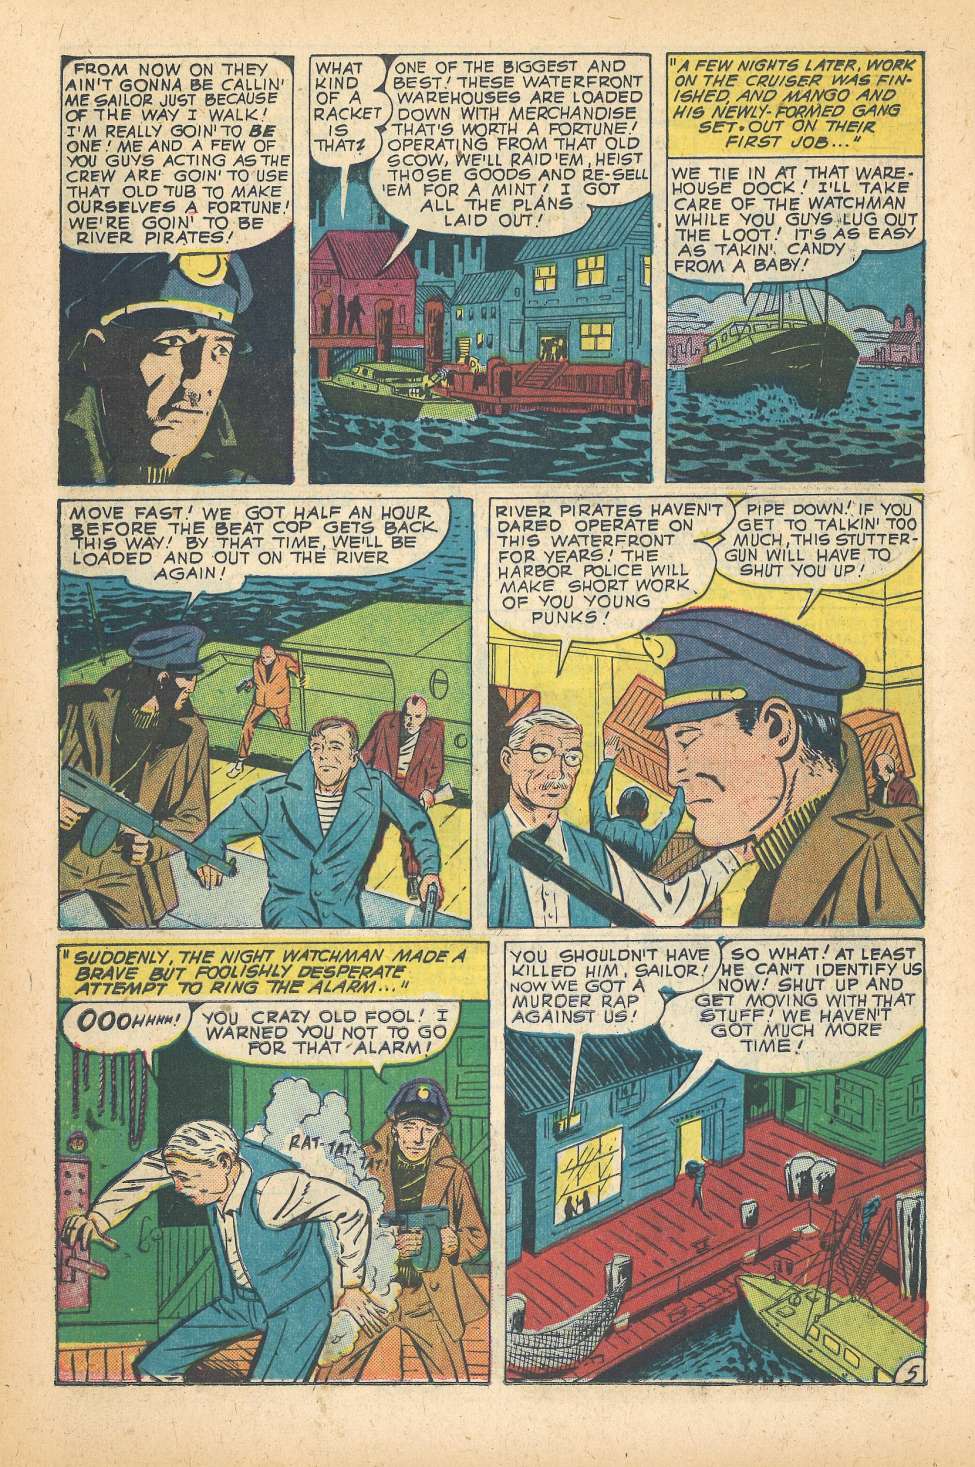 FROM NOW ON THEY
AIN'T GONNA BE CALLIN'
ME SAILOR JUST BECAUSE
OF THE WAY I WALK!
I'M REALLY GOIN' TO BE
ONE! ME AND A FEW OF
YOU GUYS ACTING AS THE
CREW ARE GOIN' TO USE
THAT OLD TUB TO MAKE
OURSELVES A FORTUNE!
WE'RE GOIN' TO BE
RIVER PIRATES!
WHAT
KIND
OF A
RACKET
IS
THAT?
ONE OF THE BIGGEST AND
BEST! THESE WATERFRONT
WAREHOUSES ARE LOADED
DOWN WITH MERCHANDISE
THAT'S WORTH A FORTUNE!
OPERATING FROM THAT OLD
SCOW, WE'LL RAID 'EM, HEIST
THOSE GOODS AND RE-SELL
'EM FOR A MINT! I GOT
ALL THE PLANS
LAID OUT!
"A FEW NIGHTS LATER, WORK
ON THE CRUISER WAS FIN-
ISHED, AND MANGO AND
HIS NEWLY-FORMED GANG
SET OUT ON THEIR
FIRST JOB..."
WE TIE IN AT THAT WARE-
HOUSE DOCK! I'LL TAKE
CARE OF THE WATCHMAN
WHILE YOU GUYS LUG OUT
THE LOOT! IT'S AS EASY
AS TAKIN' CANDY
FROM A BABY!
MOVE FAST! WE GOT HALF AN HOUR
BEFORE THE BEAT COP GETS BACK
THIS WAY! BY THAT TIME, WE'LL BE
LOADED AND OUT ON THE RIVER
AGAIN!
RIVER PIRATES HAVEN'T
DARED OPERATE ON
THIS WATERFRONT
FOR YEARS! THE
HARBOR POLICE WILL
MAKE SHORT WORK
OF YOU YOUNG
PUNKS!
PIPE DOWN! IF YOU
GET TO TALKIN' TOO
MUCH, THIS STUTTER-
GUN WILL HAVE TO
SHUT YOU UP!
"SUDDENLY, THE NIGHT WATCHMAN MADE A
BRAVE BUT FOOLISHLY DESPERATE
ATTEMPT TO RING THE ALARM..."
OOOHHHH!
YOU CRAZY OLD FOOL! I
WARNED YOU NOT TO GO
FOR THAT ALARM!
RAT-TAT-TAT!
YOU SHOULDN'T HAVE
KILLED HIM, SAILOR!
NOW WE GOT A
MURDER RAP
AGAINST US!
SO WHAT! AT LEAST
HE CAN'T IDENTIFY US
NOW! SHUT UP AND
GET MOVING WITH THAT
STUFF! WE HAVEN'T
GOT MUCH MORE
TIME!
5